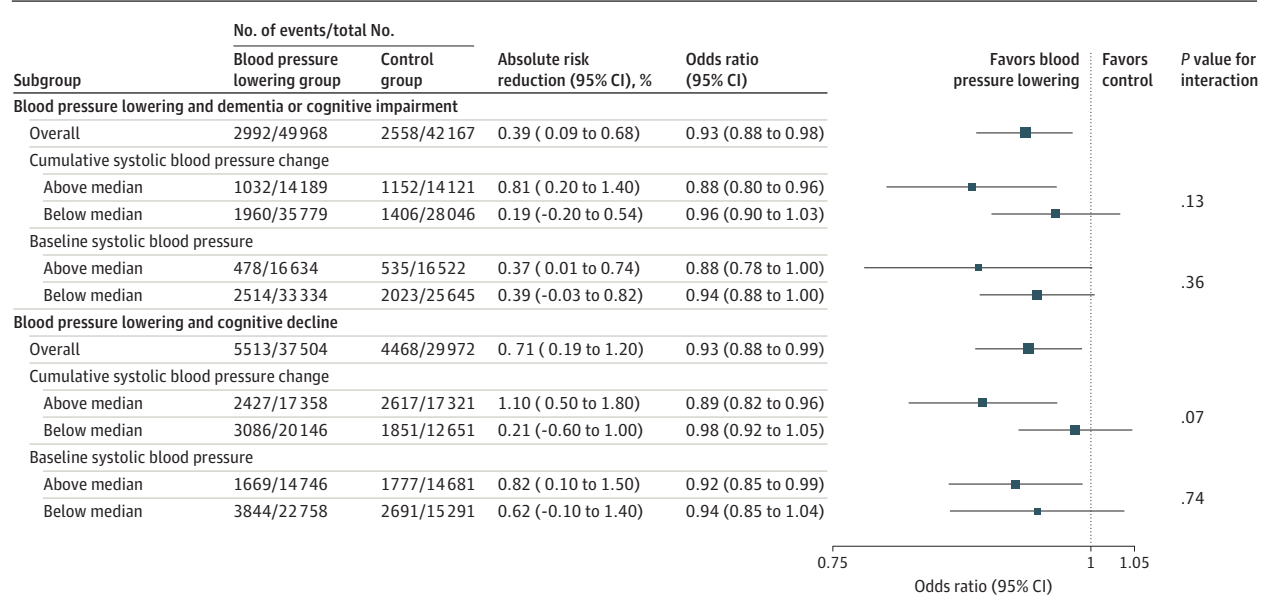 No. of events/total No.
Subgroup Blood pressure lowering group Control group Absolute risk reduction (95% CI), % Odds ratio (95% CI) Favors blood pressure lowering Favors control P value for interaction
Blood pressure lowering and dementia or cognitive impairment
Overall 2992/49968 2558/42167 0.39 ( 0.09 to 0.68) 0.93 (0.88 to 0.98)
Cumulative systolic blood pressure change
Above median 1032/14189 1152/14121 0.81 ( 0.20 to 1.40) 0.88 (0.80 to 0.96)
.13
Below median 1960/35779 1406/28046 0.19 (-0.20 to 0.54) 0.96 (0.90 to 1.03)
Baseline systolic blood pressure
Above median 478/16634 535/16522 0.37 ( 0.01 to 0.74) 0.88 (0.78 to 1.00)
.36
Below median 2514/33334 2023/25645 0.39 (-0.03 to 0.82) 0.94 (0.88 to 1.00)
Blood pressure lowering and cognitive decline
Overall 5513/37504 4468/29972 0. 71 ( 0.19 to 1.20) 0.93 (0.88 to 0.99)
Cumulative systolic blood pressure change
Above median 2427/17358 2617/17321 1.10 ( 0.50 to 1.80) 0.89 (0.82 to 0.96)
.07
Below median 3086/20146 1851/12651 0.21 (-0.60 to 1.00) 0.98 (0.92 to 1.05)
Baseline systolic blood pressure
Above median 1669/14746 1777/14681 0.82 ( 0.10 to 1.50) 0.92 (0.85 to 0.99)
.74
Below median 3844/22758 2691/15291 0.62 (-0.10 to 1.40) 0.94 (0.85 to 1.04)
0.75 1 1.05
Odds ratio (95% CI)